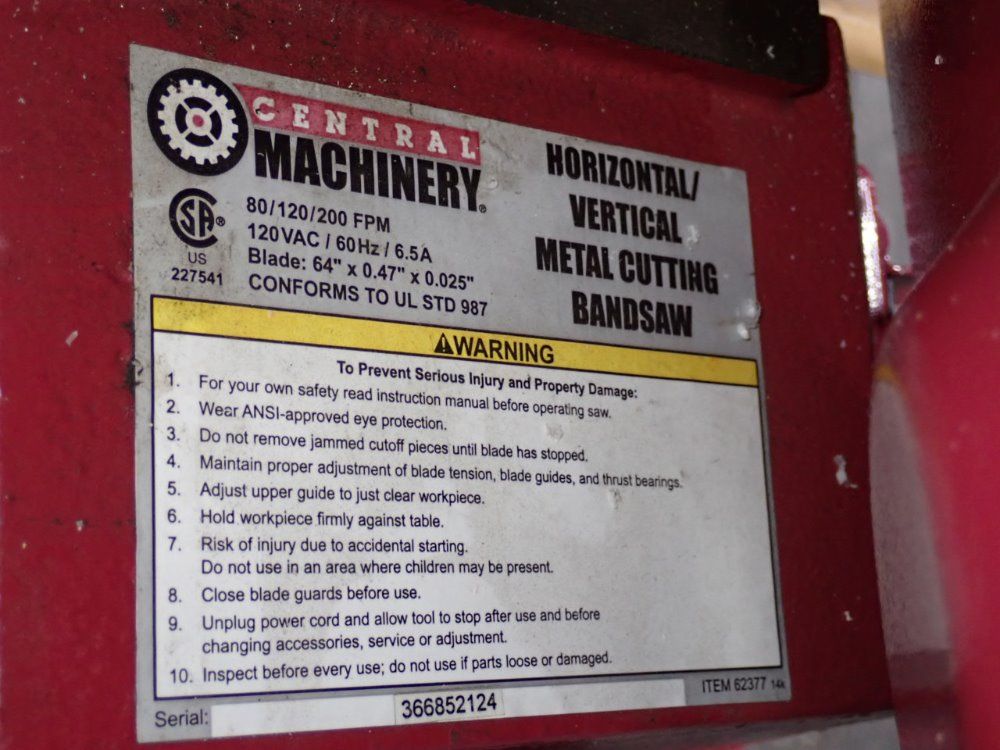 CENTRAL
MACHINERY®
HORIZONTAL/
VERTICAL
METAL CUTTING
BANDSAW
SA®
US
227541
80/120/200 FPM
120VAC / 60Hz / 6.5A
Blade: 64" x 0.47" x 0.025"
CONFORMS TO UL STD 987
⚠WARNING
To Prevent Serious Injury and Property Damage:
1. For your own safety read instruction manual before operating saw.
2. Wear ANSI-approved eye protection.
3. Do not remove jammed cutoff pieces until blade has stopped.
4. Maintain proper adjustment of blade tension, blade guides, and thrust bearings.
5. Adjust upper guide to just clear workpiece.
6. Hold workpiece firmly against table.
7. Risk of injury due to accidental starting.
Do not use in an area where children may be present.
8. Close blade guards before use.
9. Unplug power cord and allow tool to stop after use and before
changing accessories, service or adjustment.
10. Inspect before every use; do not use if parts loose or damaged.
Serial: 366852124
ITEM 62377